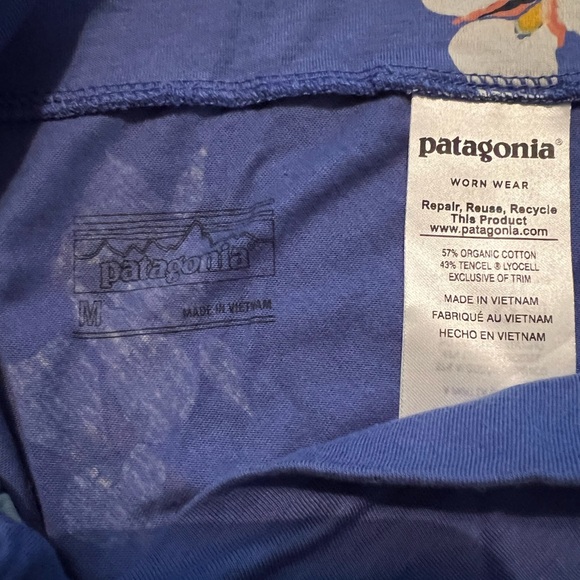 patagonia
M MADE IN VIETNAM
patagonia®
WORN WEAR
Repair, Reuse, Recycle
This Product
www.patagonia.com
57% ORGANIC COTTON
43% TENCEL ® LYOCELL
EXCLUSIVE OF TRIM
MADE IN VIETNAM
FABRIQUÉ AU VIETNAM
HECHO EN VIETNAM